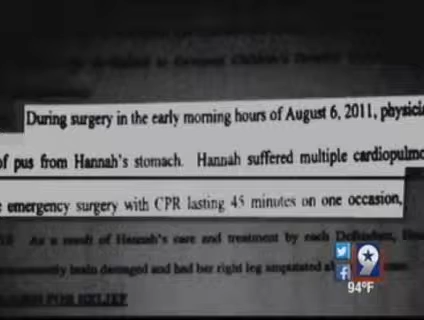 During surgery in the early morning hours of August 6, 2011, physici
of pus from Hannah's stomach. Hannah suffered multiple cardiopulmo
emergency surgery with CPR lasting 45 minutes on one occasion,
As a result of Hannah's care and treatment by each Defendant,
brain damaged and had her right leg amputated
FOR RELIEF
9
94°F